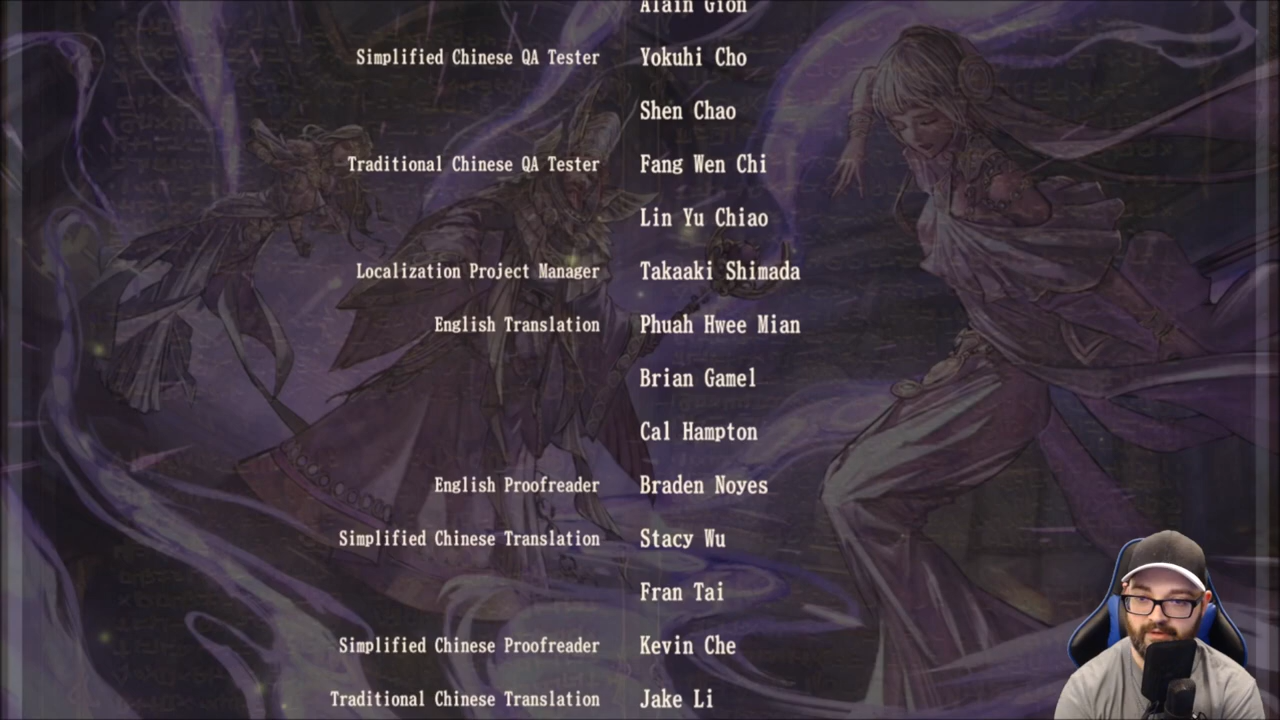 Alain Gion
Simplified Chinese QA Tester Yokuhi Cho
Shen Chao
Traditional Chinese QA Tester Fang Wen Chi
Lin Yu Chiao
Localization Project Manager Takaaki Shimada
English Translation Phuah Hwee Mian
Brian Gamel
Cal Hampton
English Proofreader Braden Noyes
Simplified Chinese Translation Stacy Wu
Fran Tai
Simplified Chinese Proofreader Kevin Che
Traditional Chinese Translation Jake Li